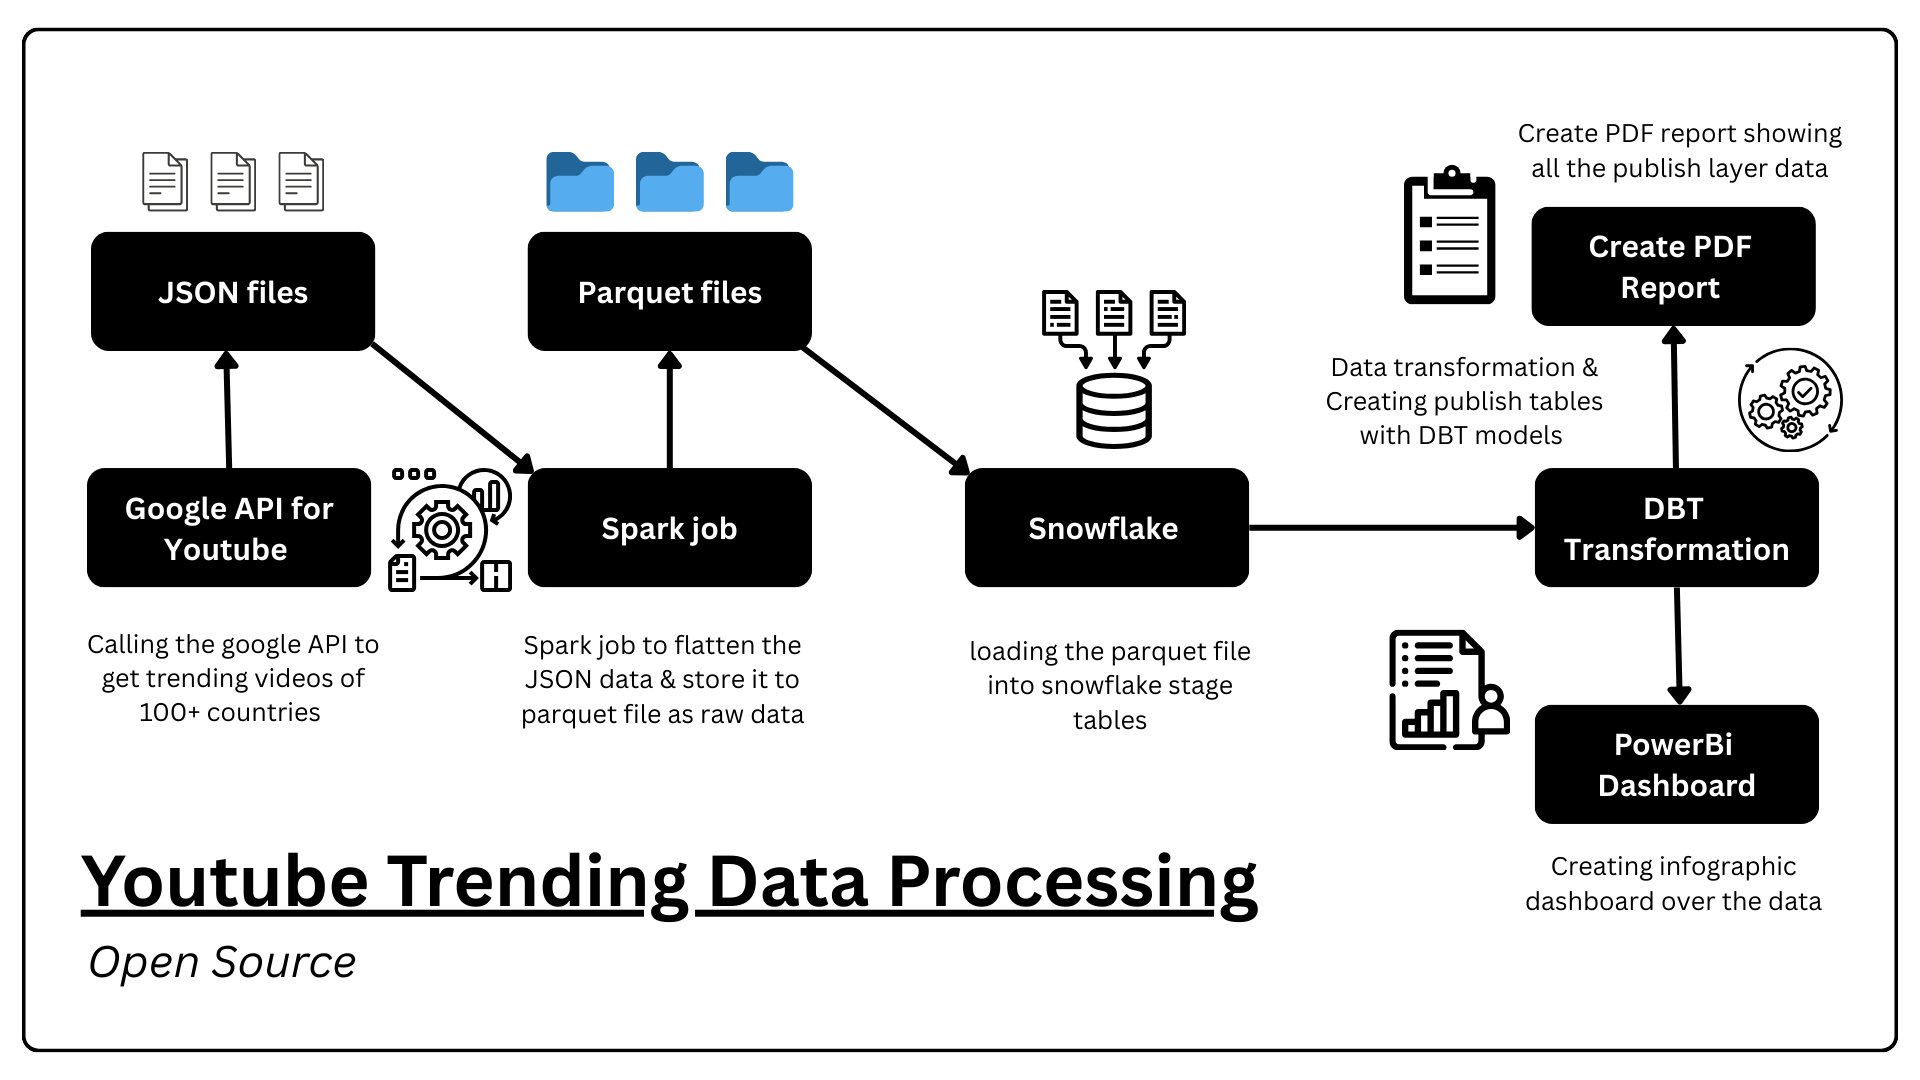 Create PDF report showing
all the publish layer data
JSON files
Parquet files
Create PDF
Report
Data transformation &
Creating publish tables
with DBT models
Google API for
Youtube
Spark job
Snowflake
DBT
Transformation
Calling the google API to
get trending videos of
100+ countries
Spark job to flatten the
JSON data & store it to
parquet file as raw data
loading the parquet file
into snowflake stage
tables
PowerBi
Dashboard
Creating infographic
dashboard over the data
Youtube Trending Data Processing
Open Source